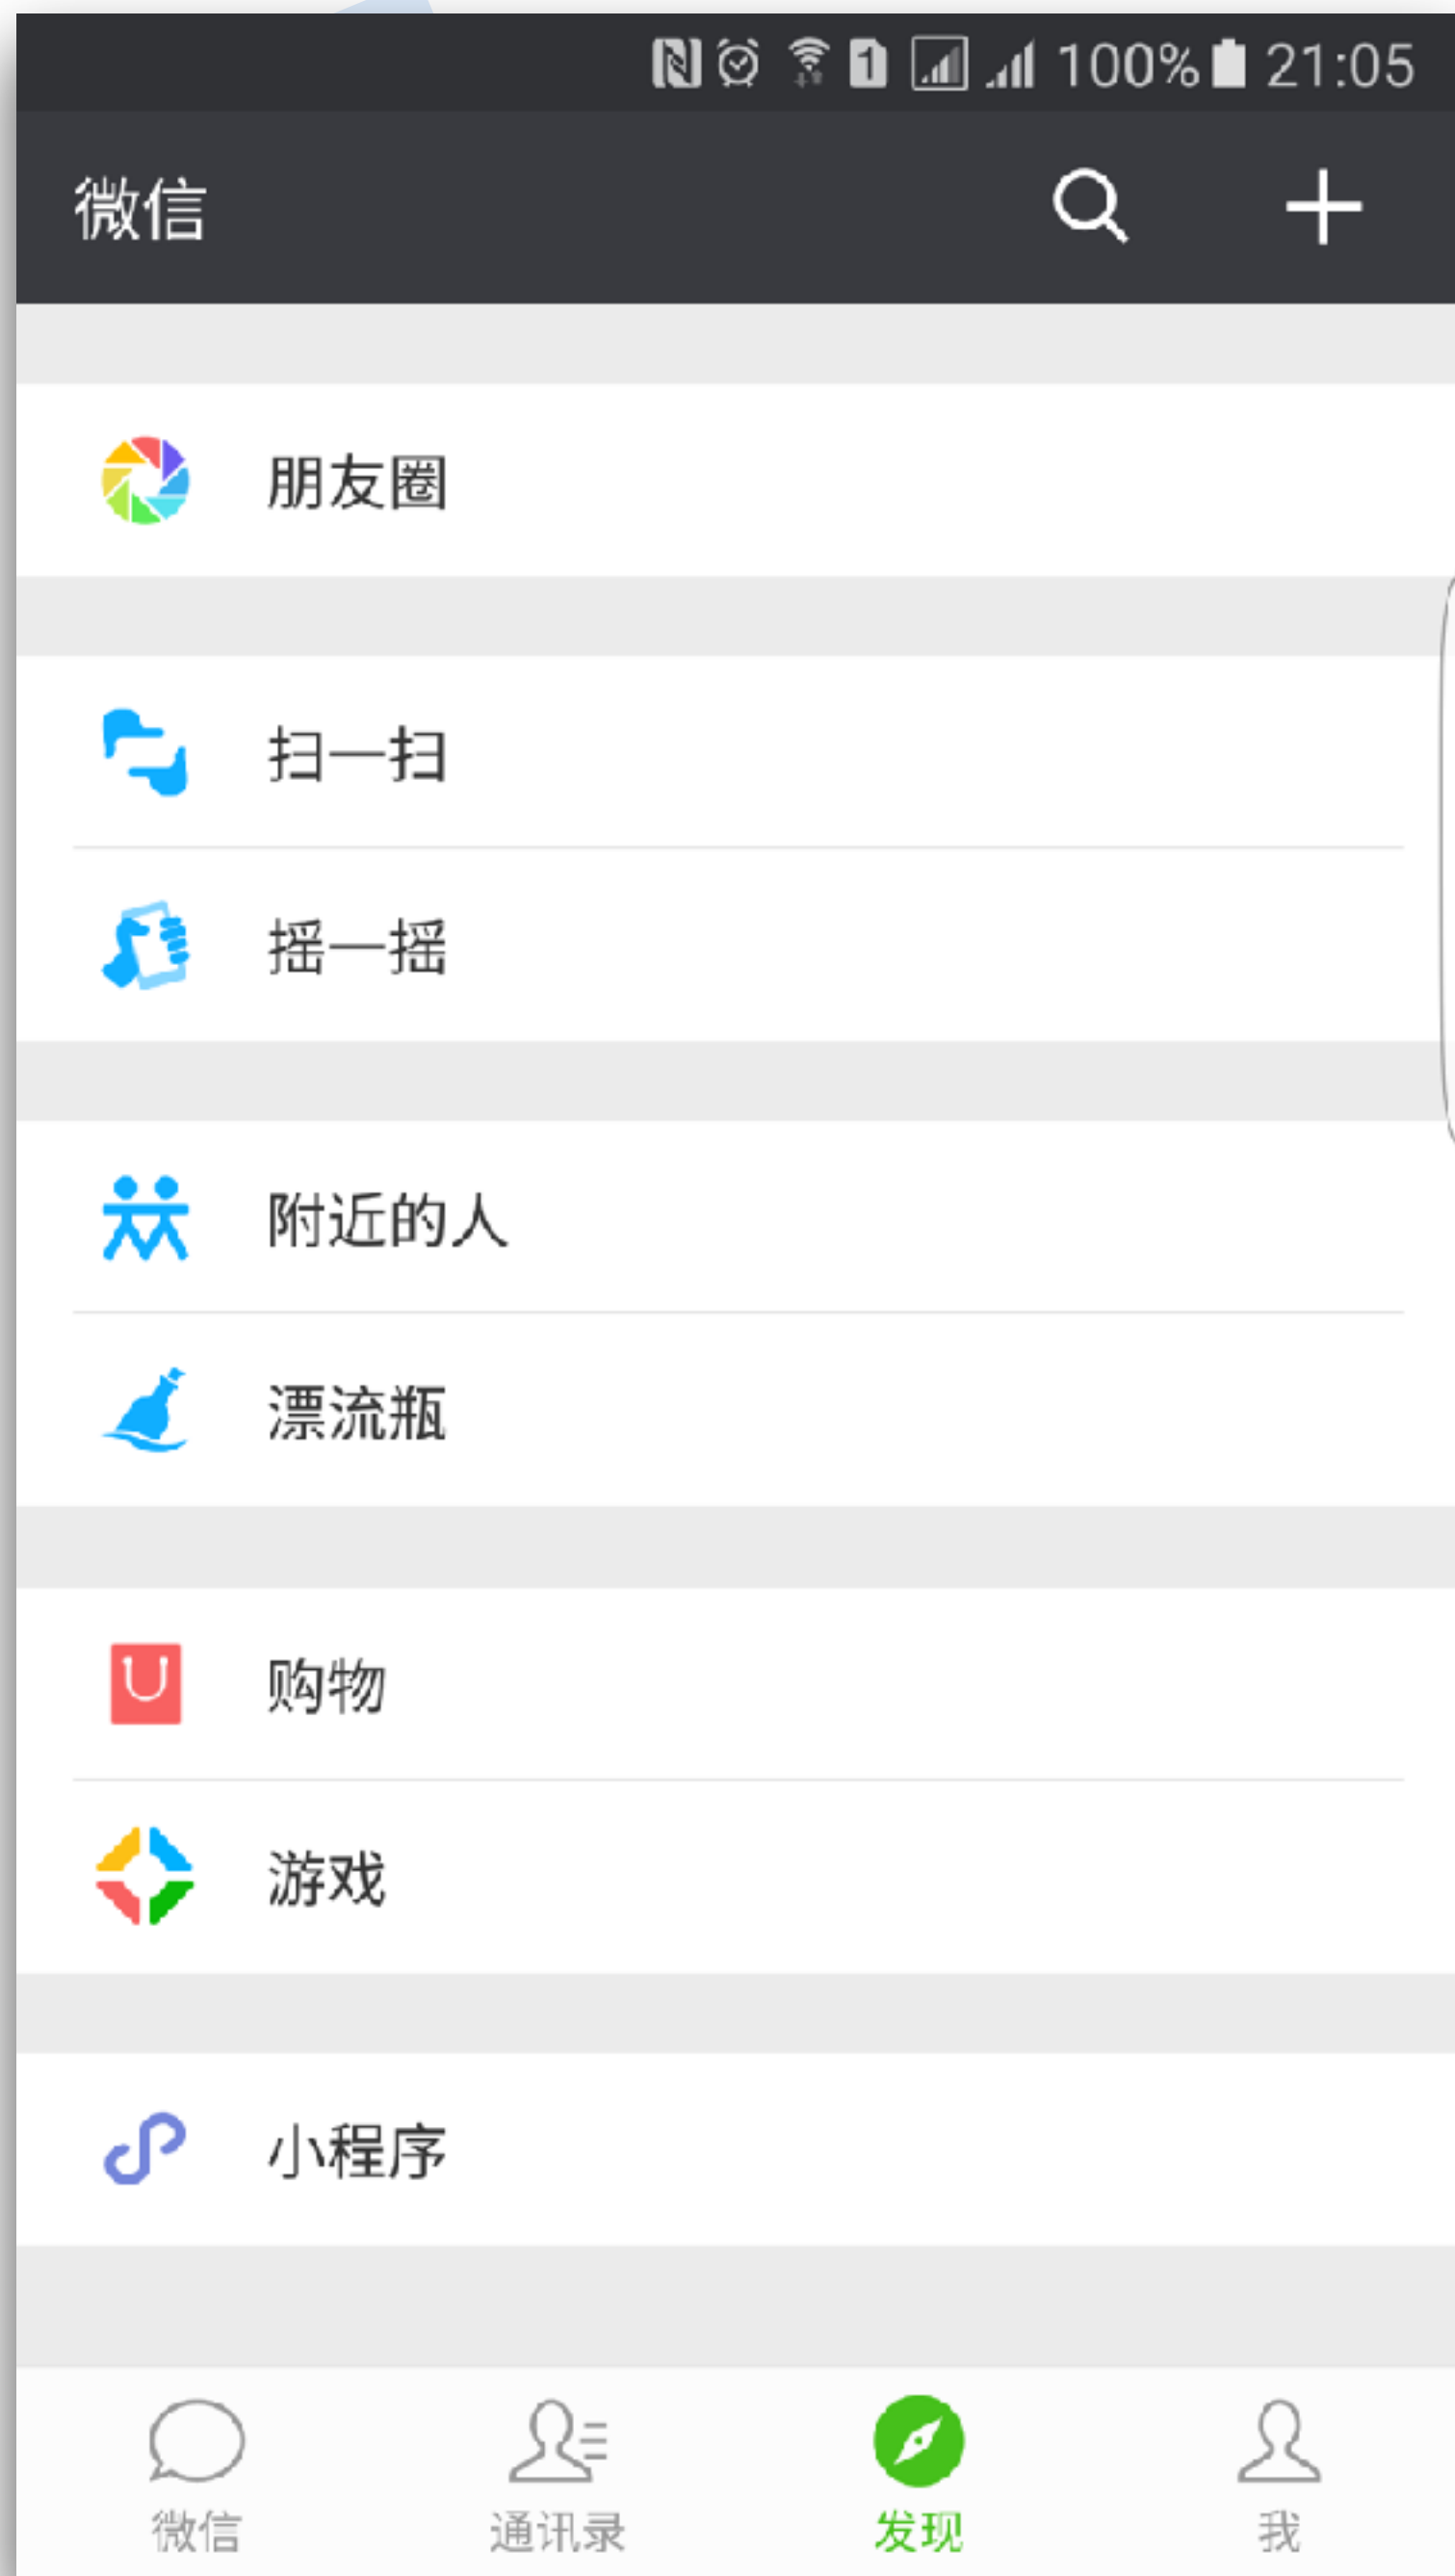 1 100% 21:05
微信
朋友圈
扫一扫
摇一摇
附近的人
漂流瓶
购物
游戏
小程序
微信 通讯录 发现 我